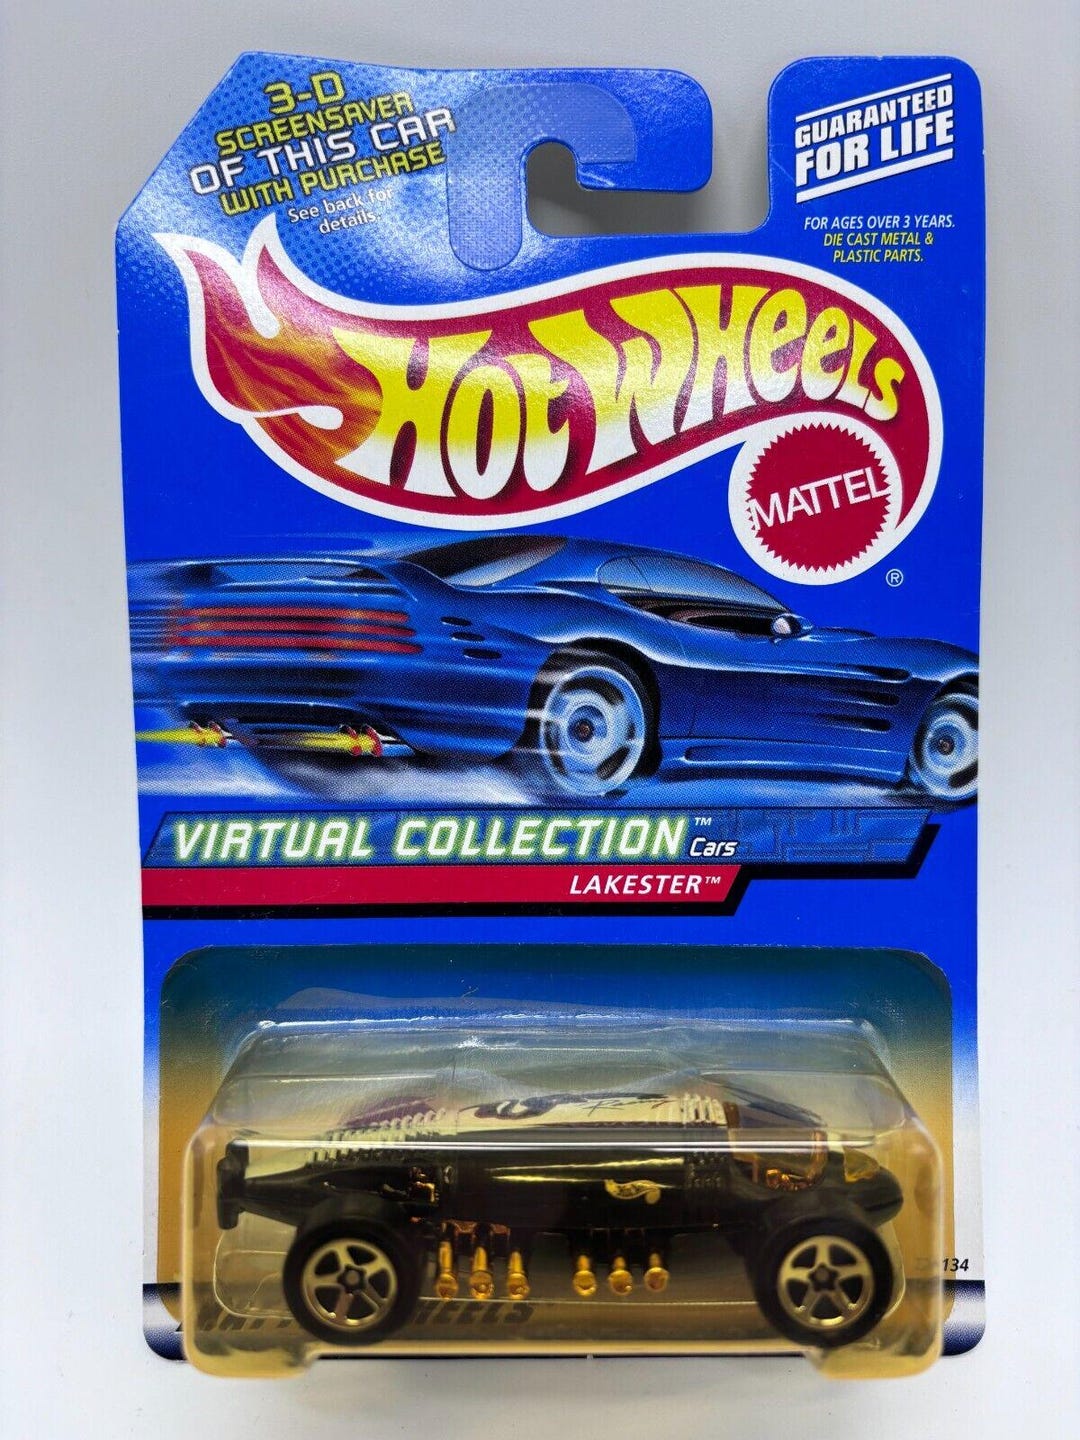 3-D
SCREENSAVER
OF THIS CAR
WITH PURCHASE
See back for
details.
GUARANTEED
FOR LIFE
FOR AGES OVER 3 YEARS.
DIE CAST METAL &
PLASTIC PARTS.
HOT WHEELS
MATTEL
®
VIRTUAL COLLECTION™
Cars
LAKESTER™
134
WHEELS